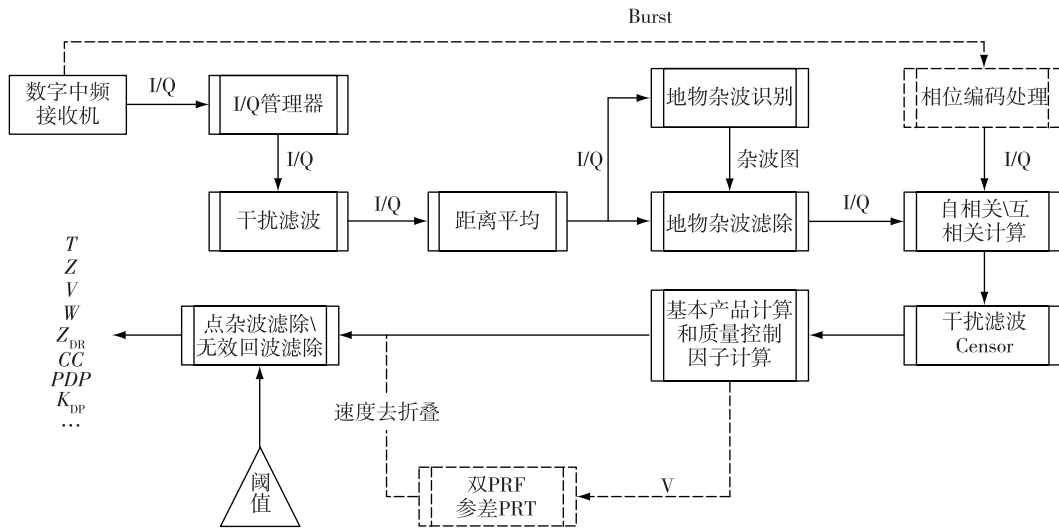 Burst
数字中频
接收机
I/Q
I/Q管理器
地物杂波识别
相位编码处理
I/Q
I/Q
杂波图
I/Q
干扰滤波
I/Q
距离平均
地物杂波滤除
I/Q
自相关\互
相关计算
T
Z
V
W
Z_DR
CC
PDP
K_DP
…
点杂波滤除\
无效回波滤除
基本产品计算
和质量控制
因子计算
干扰滤波
Censor
速度去折叠
阈
值
双PRF
参差PRT
V